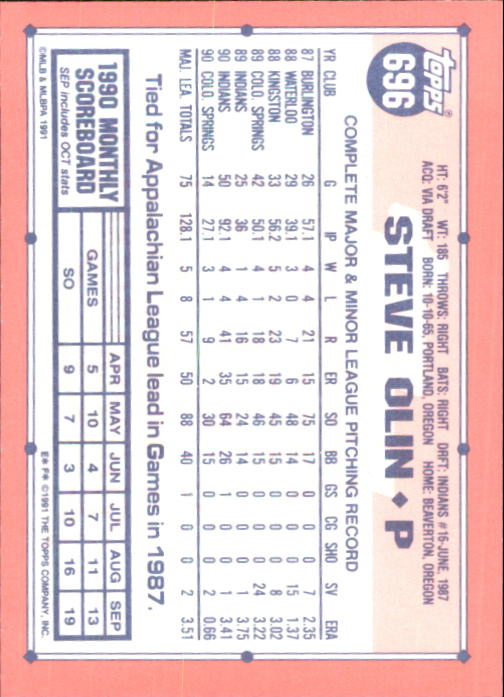 Topps®
696
HT: 6'2" WT: 185 THROWS: RIGHT BATS: RIGHT DRFT: INDIANS #16-JUNE, 1987
ACQ: VIA DRAFT BORN: 10-10-65, PORTLAND, OREGON HOME: BEAVERTON, OREGON
STEVE OLIN ♦ P
COMPLETE MAJOR & MINOR LEAGUE PITCHING RECORD
YR CLUB G IP W L R ER SO BB GS CG SHO SV ERA
87 BURLINGTON 26 57.1 4 4 21 15 75 17 0 0 0 7 2.35
88 WATERLOO 29 39.1 3 0 7 6 48 14 0 0 0 15 1.37
88 KINGSTON 33 56.2 5 2 23 19 45 15 0 0 0 8 3.02
89 COLO. SPRINGS 42 50.1 4 1 18 18 46 15 0 0 0 24 3.22
89 INDIANS 25 36 1 4 16 15 24 14 0 0 0 1 3.75
90 INDIANS 50 92.1 4 4 41 35 64 26 1 0 0 1 3.41
90 COLO. SPRINGS 14 27.1 3 1 9 2 30 15 0 0 0 2 0.66
MAJ. LEA. TOTALS 75 128.1 5 8 57 50 88 40 1 0 0 2 3.51
Tied for Appalachian League lead in Games in 1987.
1990 MONTHLY
SCOREBOARD
SEP includes OCT stats
APR MAY JUN JUL AUG SEP
GAMES 5 10 4 7 11 13
SO 9 7 3 10 16 19
©MLB & MLBPA 1991
E* F* ©1991 THE TOPPS COMPANY, INC.